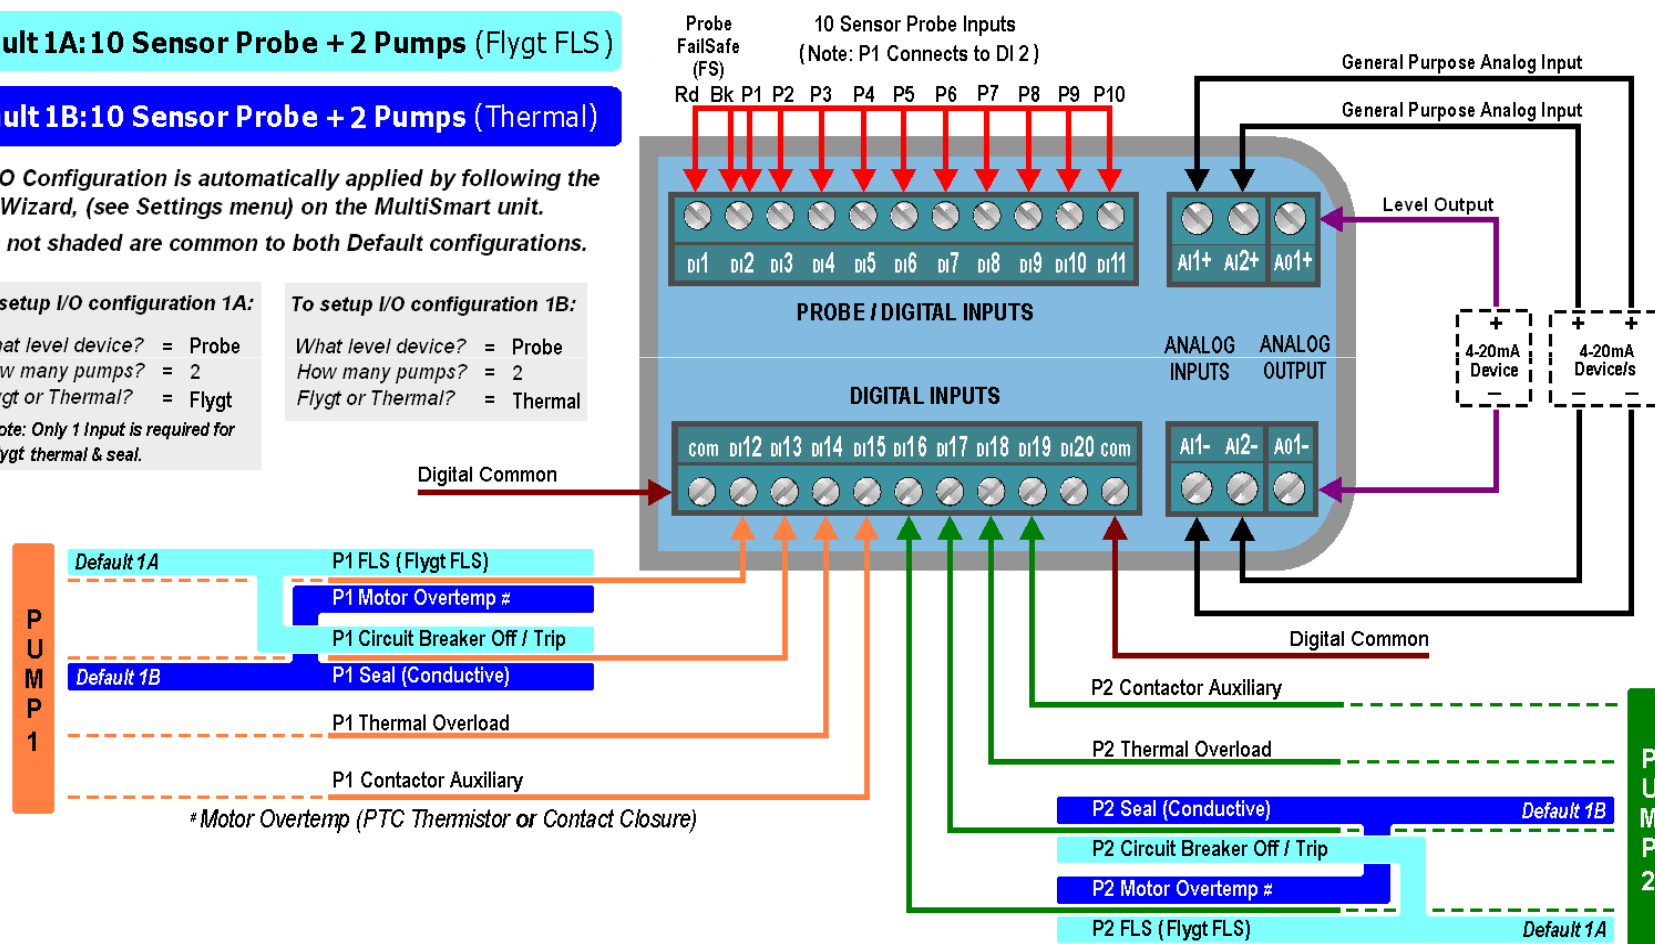 ult 1A: 10 Sensor Probe + 2 Pumps (Flygt FLS)
ult 1B: 10 Sensor Probe + 2 Pumps (Thermal)
O Configuration is automatically applied by following the
Wizard, (see Settings menu) on the MultiSmart unit.
not shaded are common to both Default configurations.
setup I/O configuration 1A:
at level device? = Probe
w many pumps? = 2
gt or Thermal? = Flygt
ote: Only 1 Input is required for
ygt thermal & seal.
To setup I/O configuration 1B:
What level device? = Probe
How many pumps? = 2
Flygt or Thermal? = Thermal
Probe
FailSafe
(FS)
10 Sensor Probe Inputs
(Note: P1 Connects to DI 2)
Rd Bk P1 P2 P3 P4 P5 P6 P7 P8 P9 P10
General Purpose Analog Input
General Purpose Analog Input
Level Output
DI1 DI2 DI3 DI4 DI5 DI6 DI7 DI8 DI9 DI10 DI11
AI1+ AI2+ AO1+
PROBE / DIGITAL INPUTS
ANALOG INPUTS
ANALOG OUTPUT
+
4-20mA
Device
–
+ +
4-20mA
Device/s
– –
DIGITAL INPUTS
com DI12 DI13 DI14 DI15 DI16 DI17 DI18 DI19 DI20 com
AI1- AI2- AO1-
Digital Common
Digital Common
PUMP 1
Default 1A
P1 FLS (Flygt FLS)
P1 Motor Overtemp #
P1 Circuit Breaker Off / Trip
Default 1B
P1 Seal (Conductive)
P1 Thermal Overload
P1 Contactor Auxiliary
# Motor Overtemp (PTC Thermistor or Contact Closure)
P2 Contactor Auxiliary
P2 Thermal Overload
P2 Seal (Conductive)
Default 1B
P2 Circuit Breaker Off / Trip
P2 Motor Overtemp #
P2 FLS (Flygt FLS)
Default 1A
PUMP 2